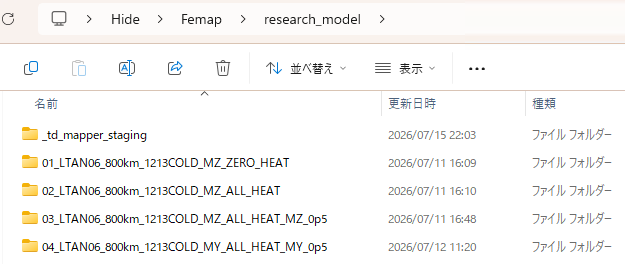 Hide > Femap > research_model >
並べ替え 表示 •••
名前 更新日時 種類
_td_mapper_staging 2026/07/15 22:03 ファイル フォルダー
01_LTAN06_800km_1213COLD_MZ_ZERO_HEAT 2026/07/11 16:09 ファイル フォルダー
02_LTAN06_800km_1213COLD_MZ_ALL_HEAT 2026/07/11 16:10 ファイル フォルダー
03_LTAN06_800km_1213COLD_MZ_ALL_HEAT_MZ_0p5 2026/07/11 16:48 ファイル フォルダー
04_LTAN06_800km_1213COLD_MY_ALL_HEAT_MY_0p5 2026/07/12 11:20 ファイル フォルダー